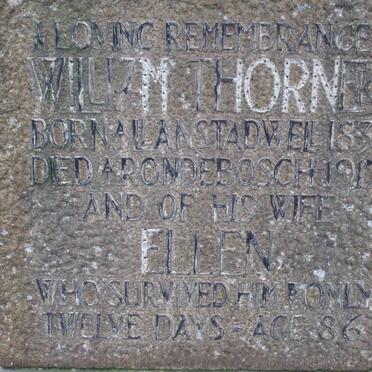 A LOVING REMEMBRANCE
WILLIAM THORNE
BORN AT LLANSTADWELL 183
DIED AT RONDEBOSCH 191
AND OF HIS WIFE
ELLEN
WHO SURVIVED HIM BY ONLY
TWELVE DAYS - AGE 86